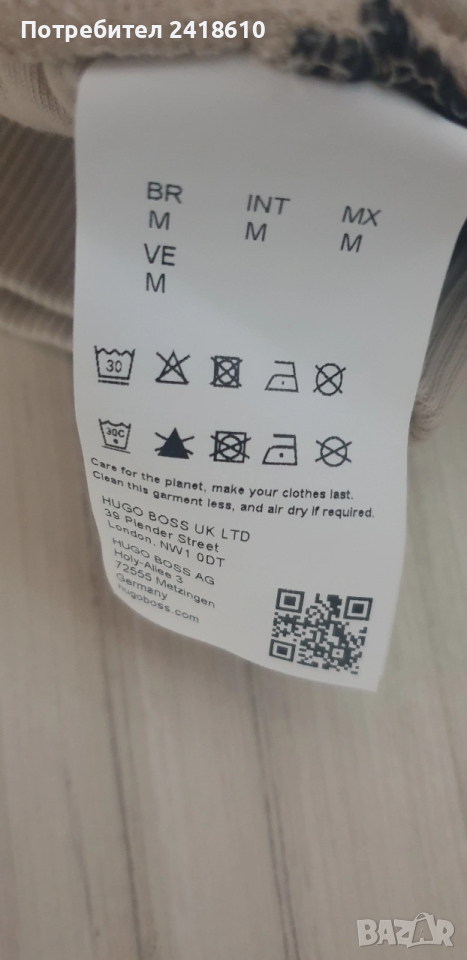 Потребител 2418610
BR
M
INT
M
MX
M
VE
M
30
30C
Care for the planet, make your clothes last.
Clean this garment less, and air dry if required.
HUGO BOSS UK LTD
39 Plender Street
London, NW1 0DT
HUGO BOSS AG
Holy-Allee 3
72555 Metzingen
Germany
hugoboss.com
BAZAR